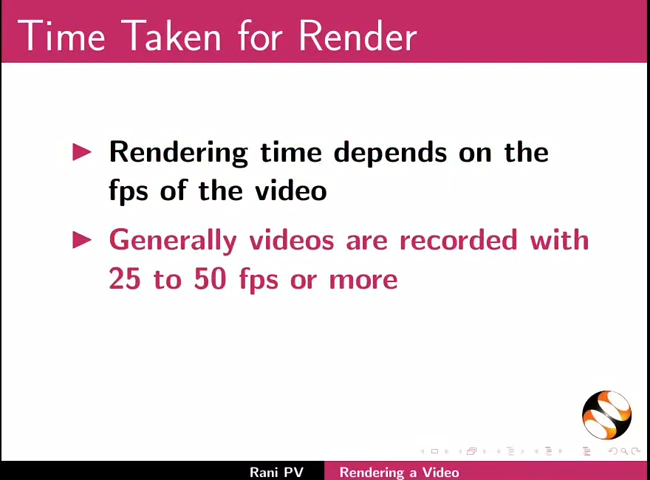 Time Taken for Render
Rendering time depends on the
fps of the video
Generally videos are recorded with
25 to 50 fps or more
Rani PV Rendering a Video